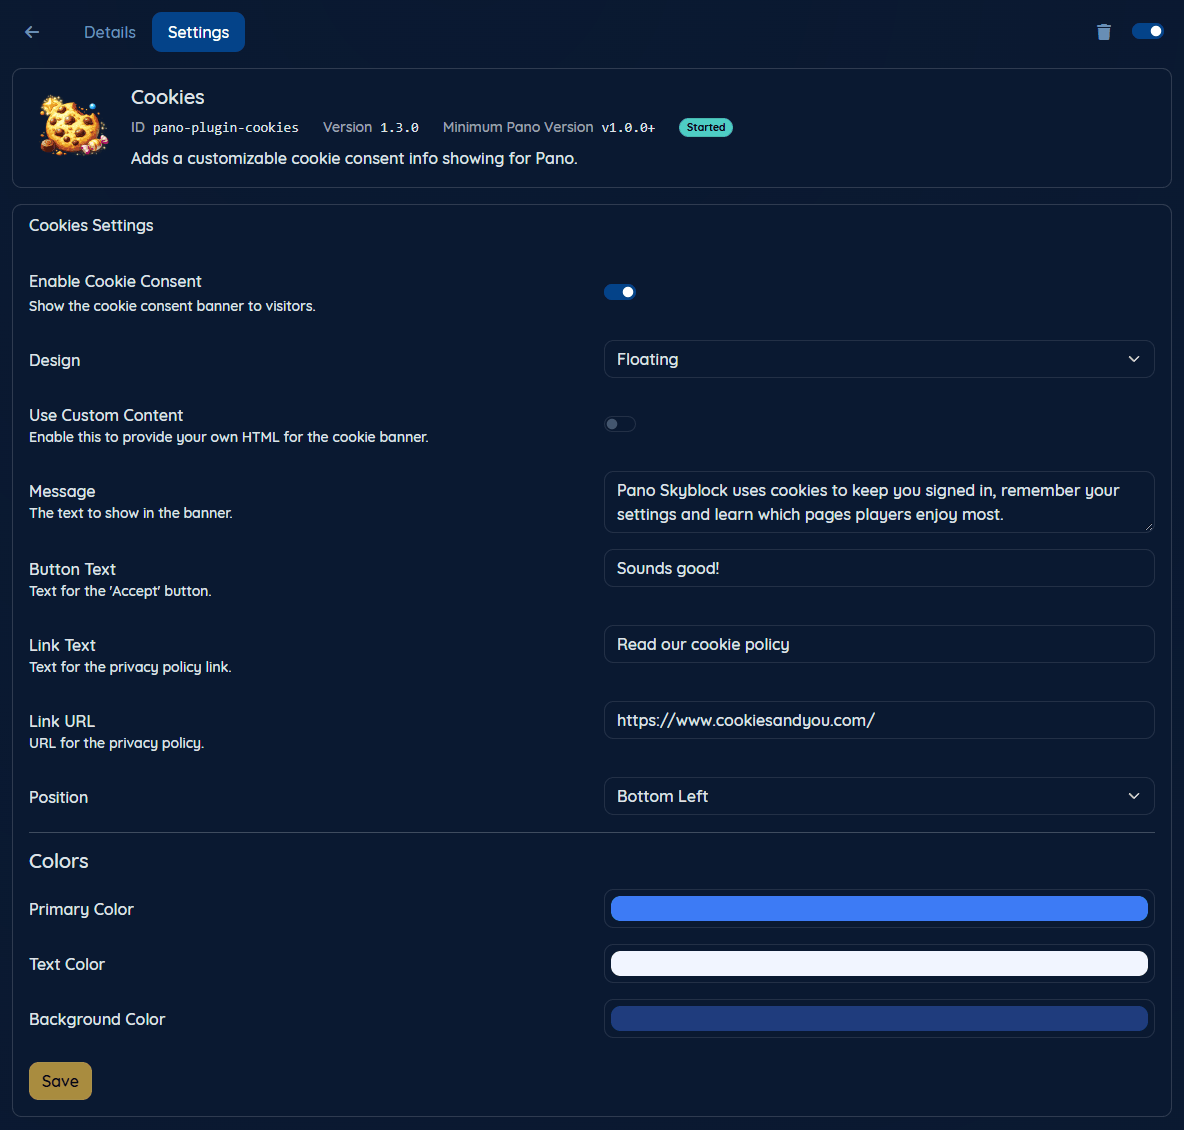 Details
Settings
Cookies
ID pano-plugin-cookies Version 1.3.0 Minimum Pano Version v1.0.0+ Started
Adds a customizable cookie consent info showing for Pano.
Cookies Settings
Enable Cookie Consent
Show the cookie consent banner to visitors.
Design
Floating
Use Custom Content
Enable this to provide your own HTML for the cookie banner.
Message
The text to show in the banner.
Pano Skyblock uses cookies to keep you signed in, remember your
settings and learn which pages players enjoy most.
Button Text
Text for the 'Accept' button.
Sounds good!
Link Text
Text for the privacy policy link.
Read our cookie policy
Link URL
URL for the privacy policy.
https://www.cookiesandyou.com/
Position
Bottom Left
Colors
Primary Color
Text Color
Background Color
Save